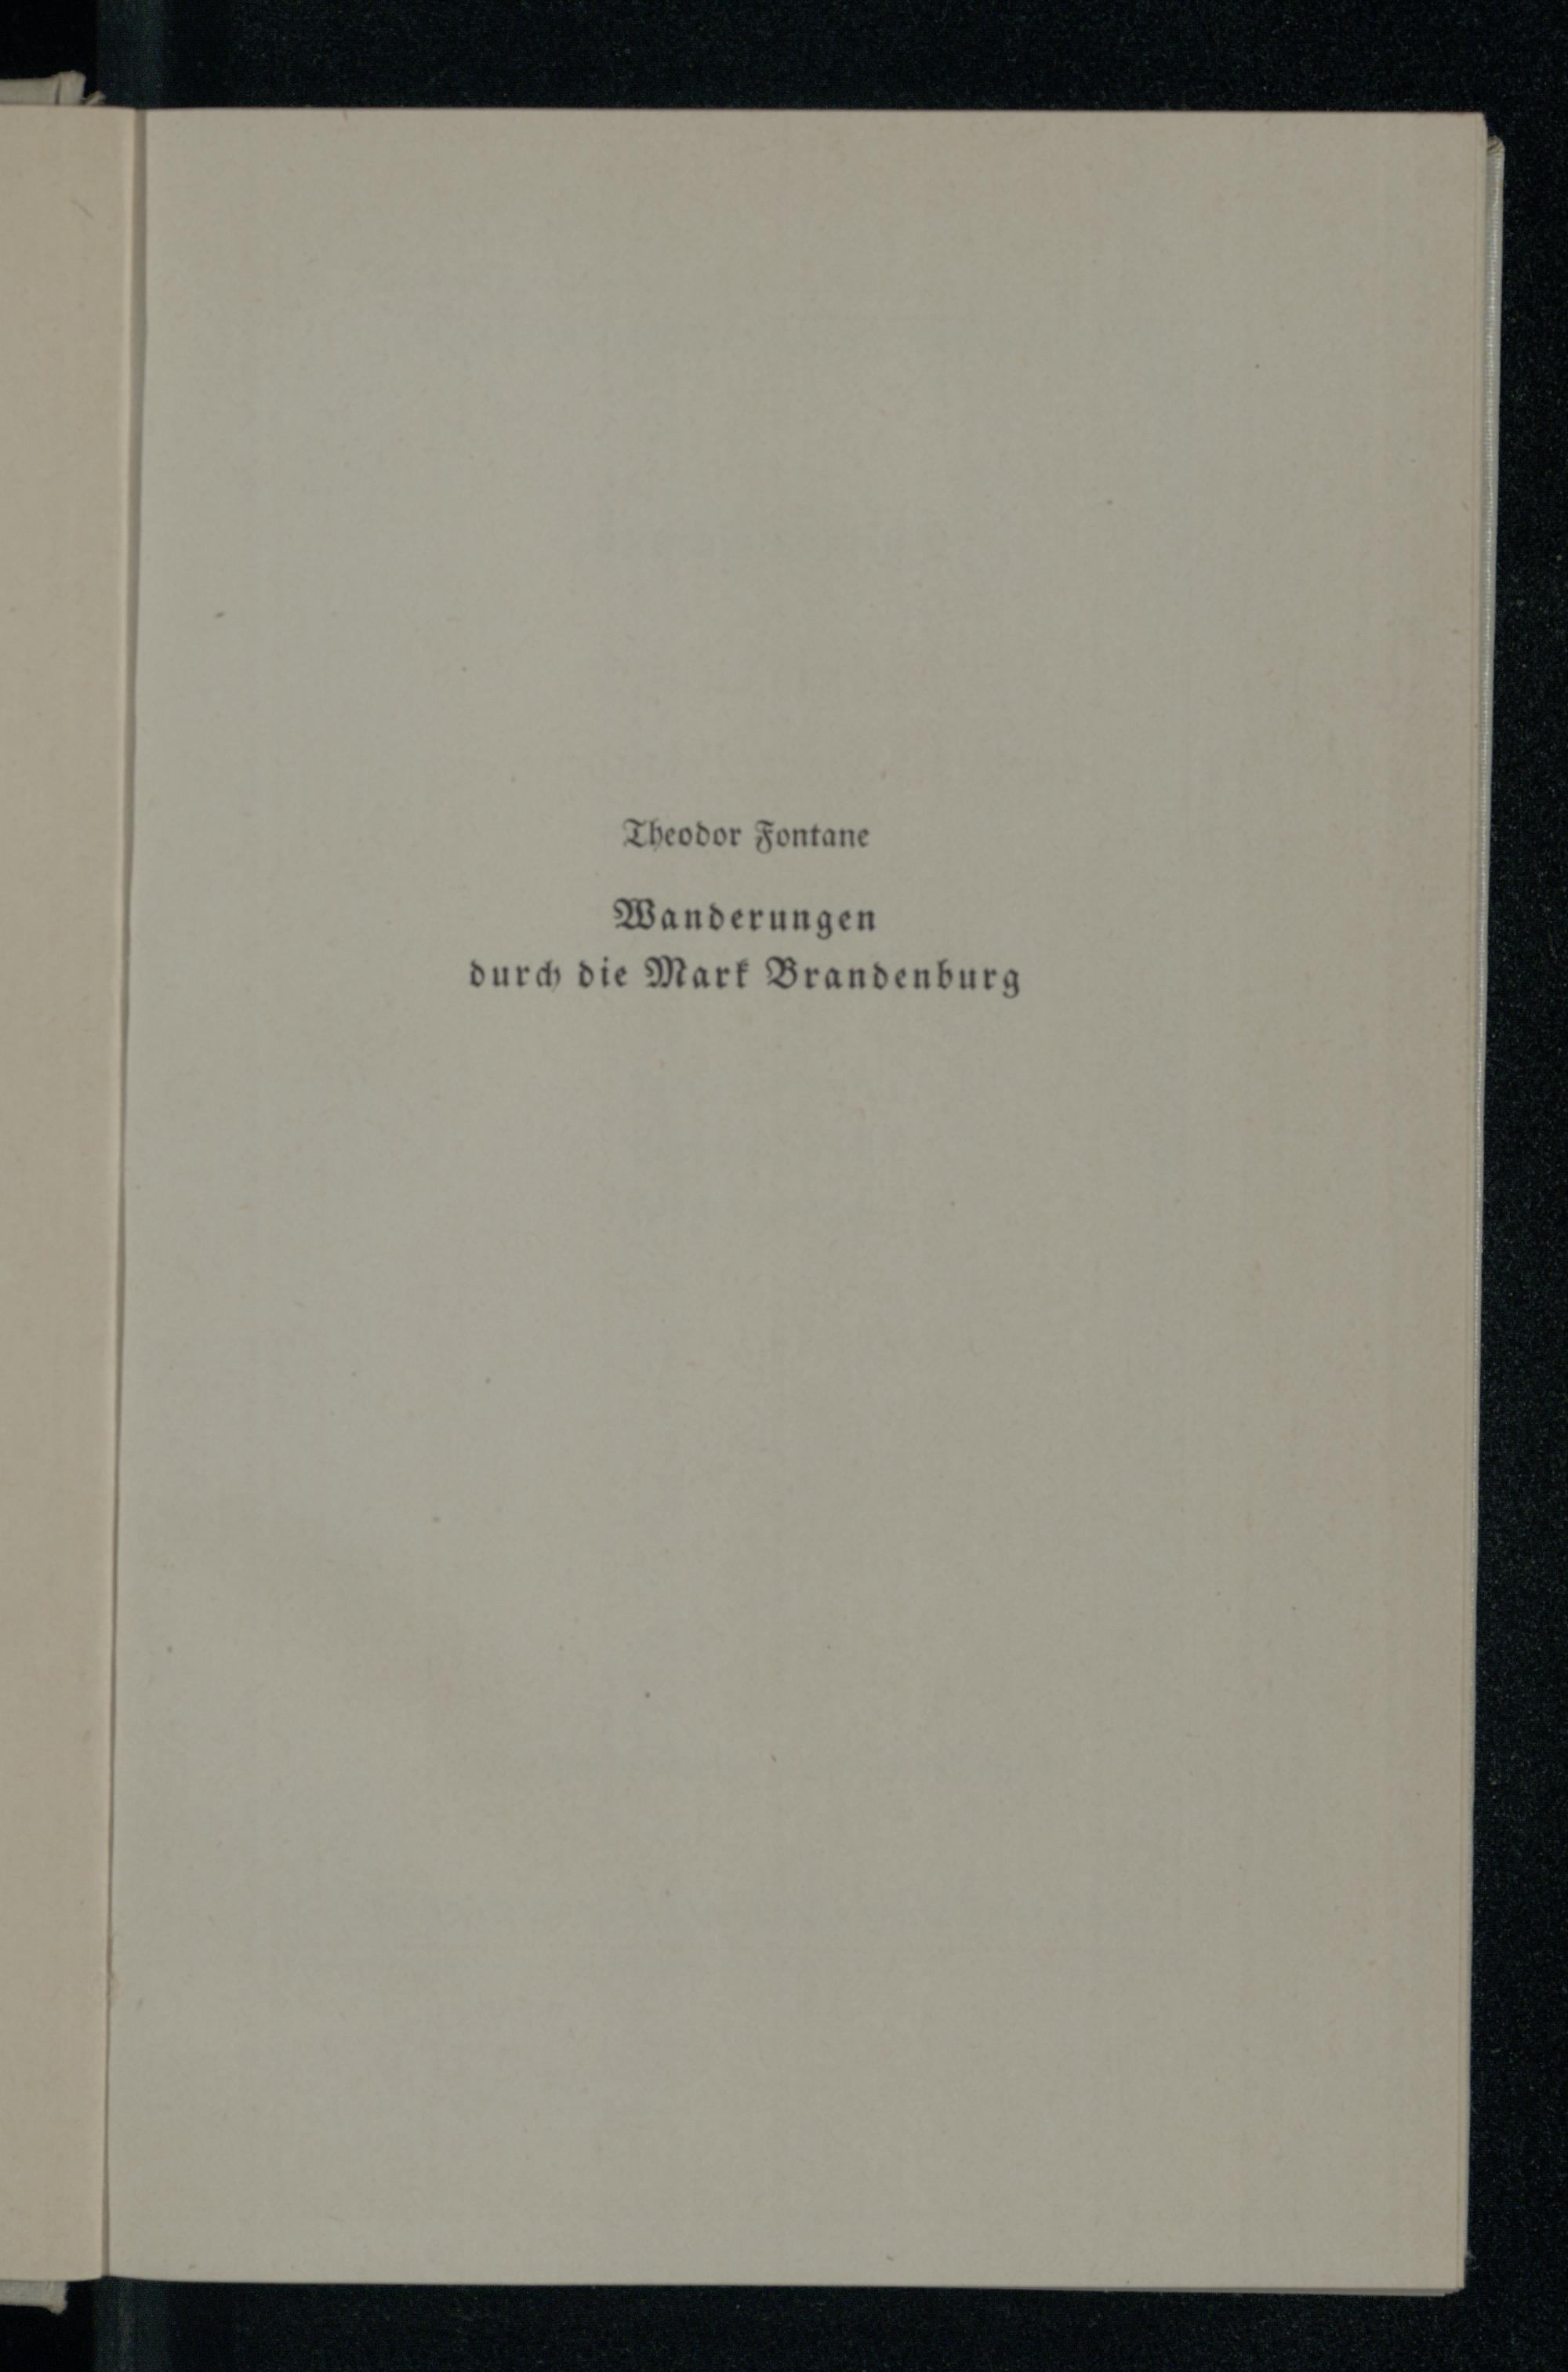 Theodor Fontane
Wanderungen
durch die Mark Brandenburg